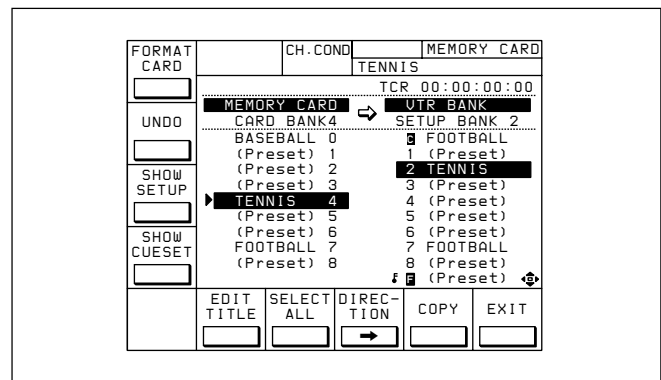 FORMAT CARD
CH.COND
MEMORY CARD
TENNIS
TCR 00:00:00:00
UNDO
MEMORY CARD ⇨ VTR BANK
CARD BANK4 SETUP BANK 2
BASEBALL 0 C FOOTBALL
(Preset) 1 1 (Preset)
(Preset) 2 2 TENNIS
(Preset) 3 3 (Preset)
TENNIS 4 4 (Preset)
(Preset) 5 5 (Preset)
(Preset) 6 6 (Preset)
FOOTBALL 7 7 FOOTBALL
(Preset) 8 8 (Preset)
F (Preset)
SHOW SETUP
SHOW CUESET
EDIT TITLE
SELECT ALL
DIREC-
TION
COPY
EXIT